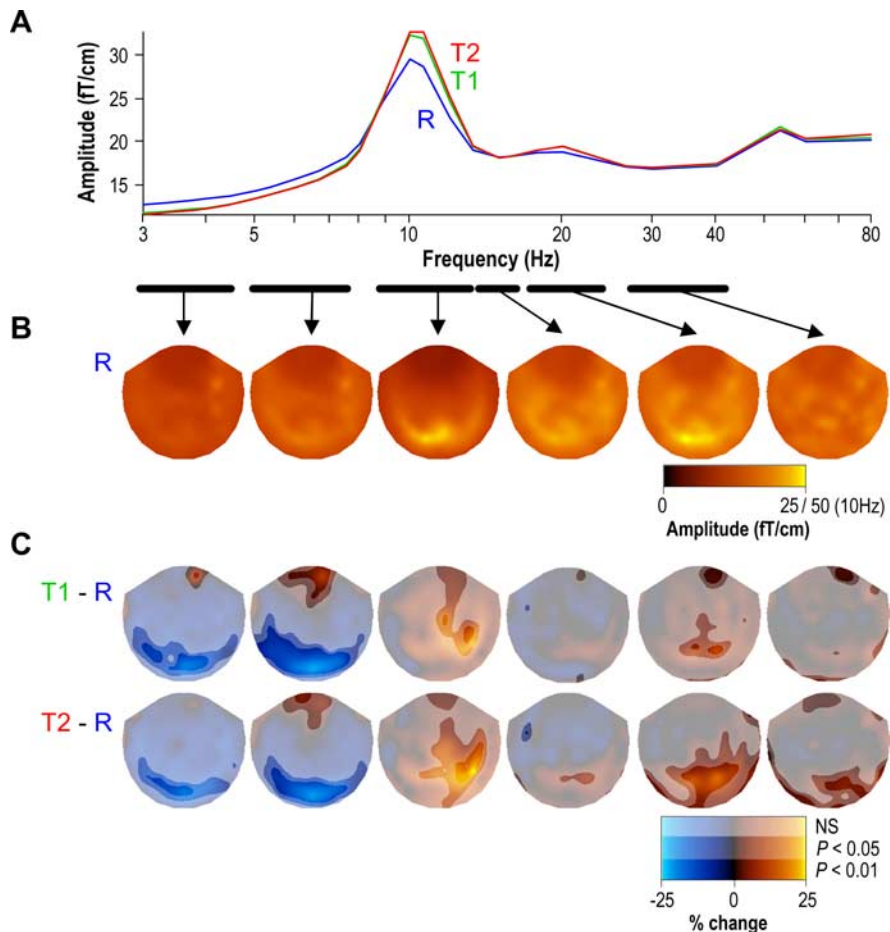 A
Amplitude (fT/cm)
30
25
20
15
T2
T1
R
3
5
10
20
30
40
80
Frequency (Hz)
B
R
0
25 / 50 (10Hz)
Amplitude (fT/cm)
C
T1 - R
T2 - R
NS
P < 0.05
P < 0.01
-25
0
25
% change